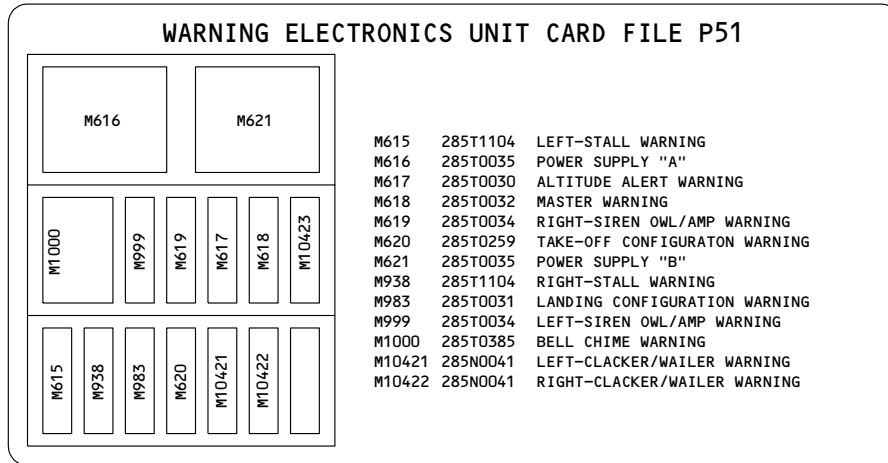 WARNING ELECTRONICS UNIT CARD FILE P51
M616 M621
M1000 M999 M619 M617 M618 M10423
M615 M938 M983 M620 M10421 M10422
M615 285T1104 LEFT-STALL WARNING
M616 285T0035 POWER SUPPLY "A"
M617 285T0030 ALTITUDE ALERT WARNING
M618 285T0032 MASTER WARNING
M619 285T0034 RIGHT-SIREN OWL/AMP WARNING
M620 285T0259 TAKE-OFF CONFIGURATON WARNING
M621 285T0035 POWER SUPPLY "B"
M938 285T1104 RIGHT-STALL WARNING
M983 285T0031 LANDING CONFIGURATION WARNING
M999 285T0034 LEFT-SIREN OWL/AMP WARNING
M1000 285T0385 BELL CHIME WARNING
M10421 285N0041 LEFT-CLACKER/WAILER WARNING
M10422 285N0041 RIGHT-CLACKER/WAILER WARNING